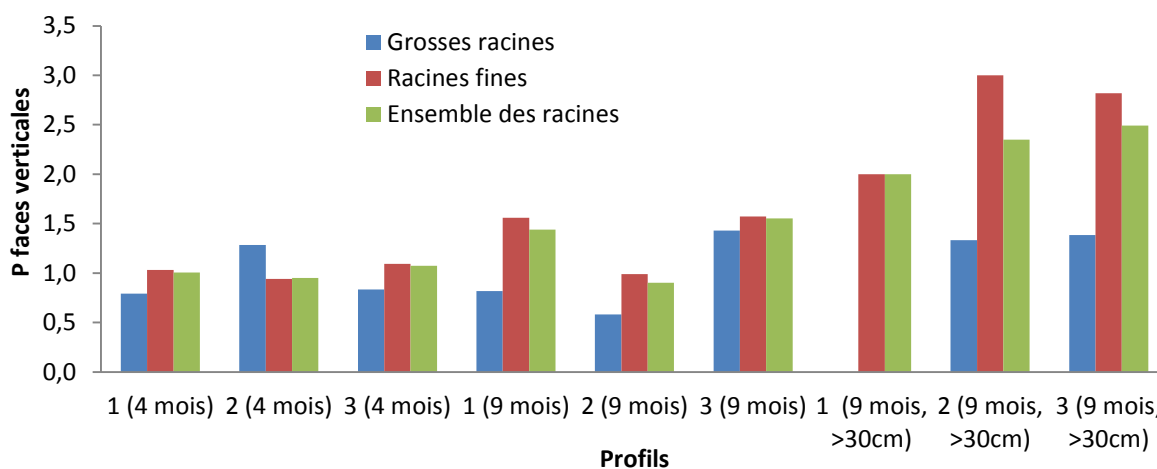 3,5
3,0
2,5
2,0
1,5
1,0
0,5
0,0
P faces verticales
Grosses racines
Racines fines
Ensemble des racines
1 (4 mois) 2 (4 mois) 3 (4 mois) 1 (9 mois) 2 (9 mois) 3 (9 mois) 1 (9 mois, 2 (9 mois, 3 (9 mois,
>30cm) >30cm) >30cm)
Profils